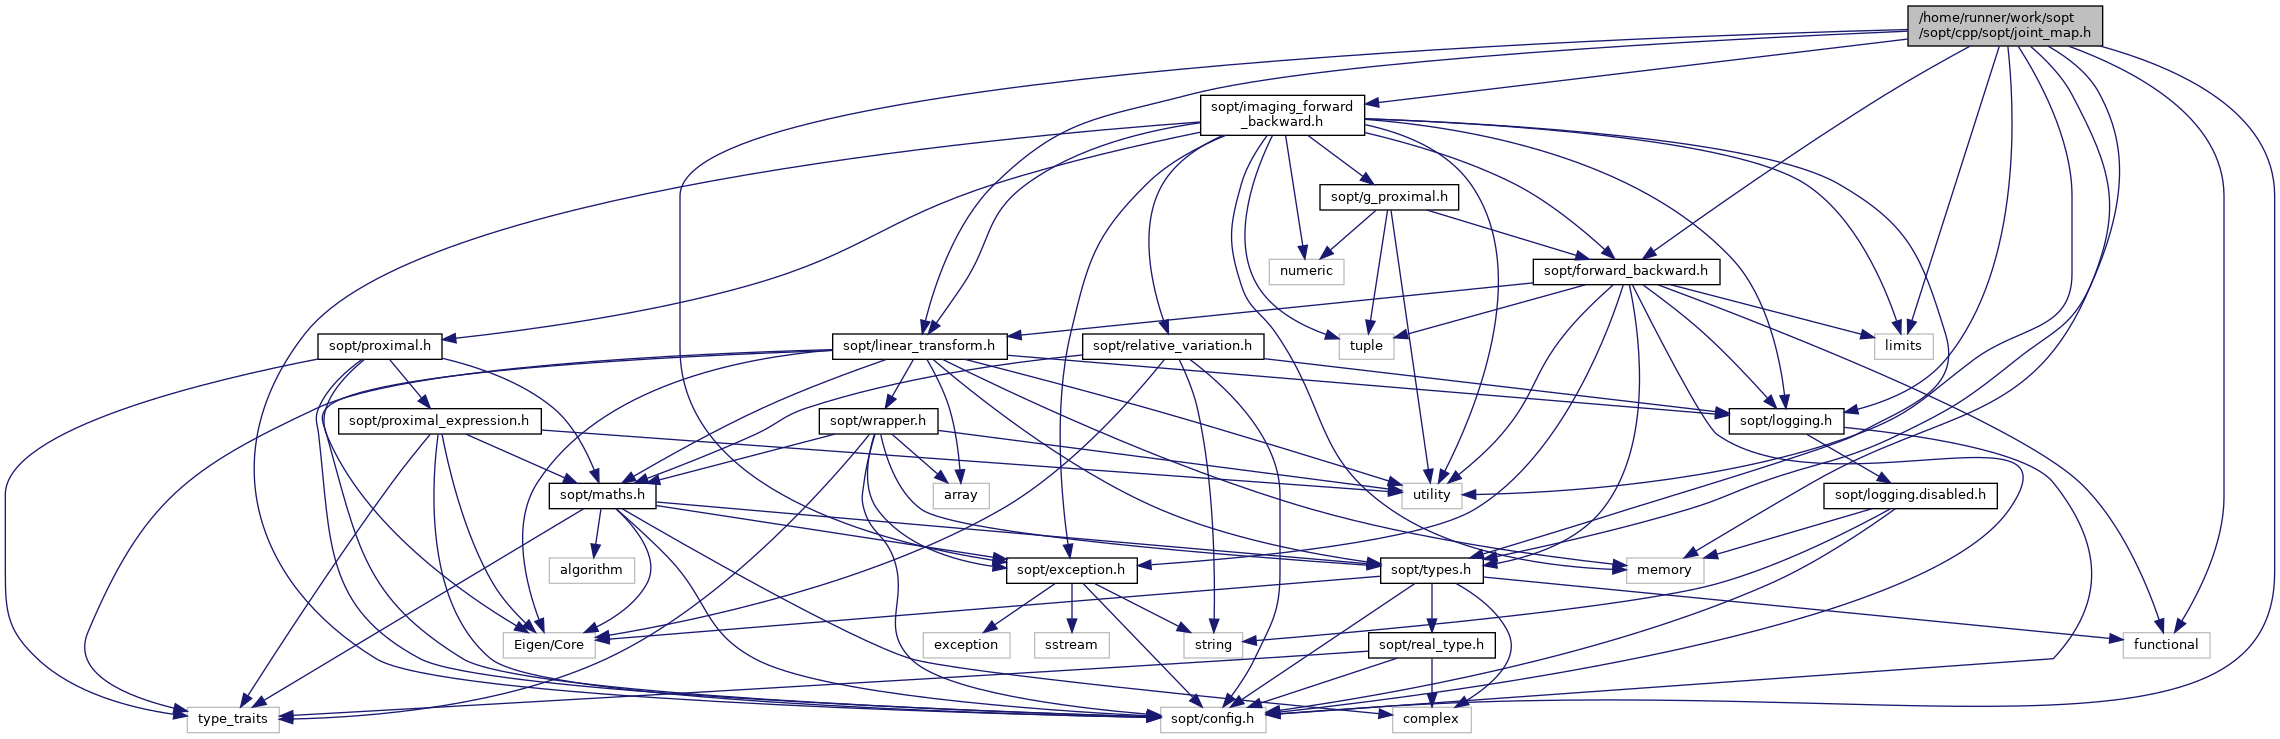 /home/runner/work/sopt
/sopt/cpp/sopt/joint_map.h
sopt/imaging_forward
_backward.h
sopt/g_proximal.h
numeric
sopt/forward_backward.h
sopt/proximal.h
sopt/linear_transform.h
sopt/relative_variation.h
tuple
limits
sopt/proximal_expression.h
sopt/wrapper.h
sopt/logging.h
sopt/maths.h
array
utility
sopt/logging.disabled.h
algorithm
sopt/exception.h
sopt/types.h
memory
Eigen/Core
exception
sstream
string
sopt/real_type.h
functional
type_traits
sopt/config.h
complex